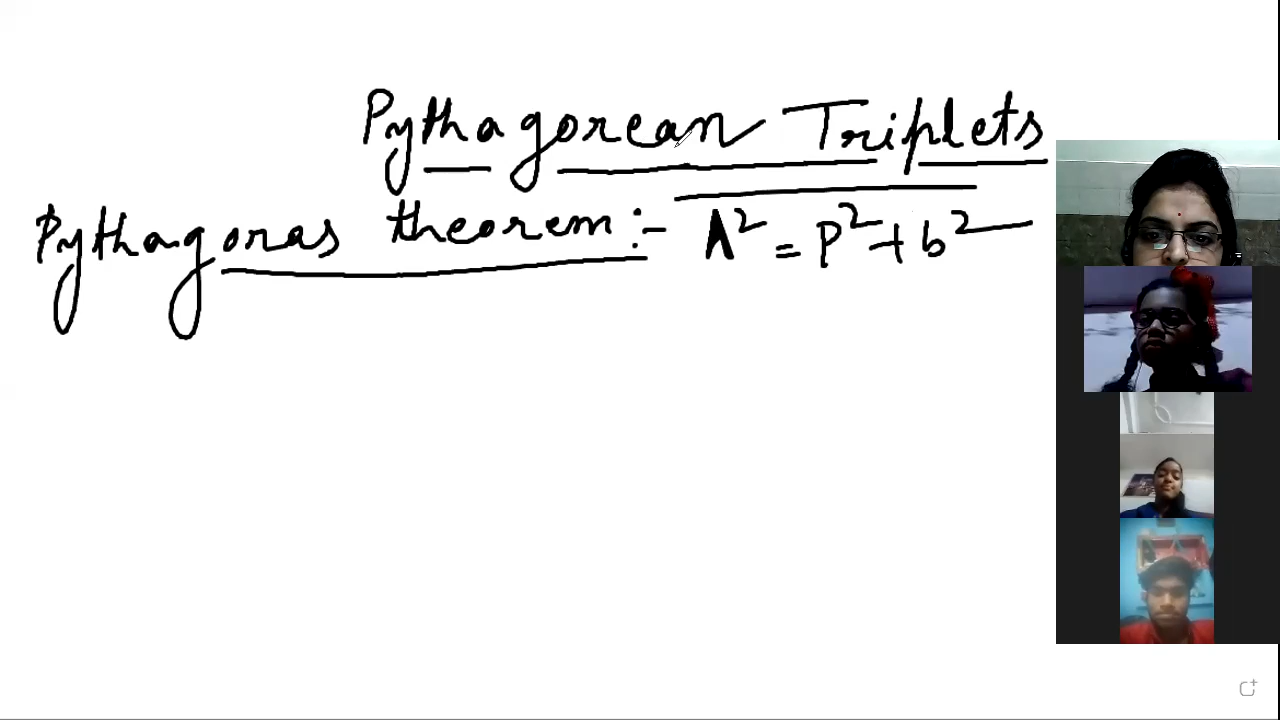 Pythagorean Triplets
Pythagoras theorem:- h² = p² + b²